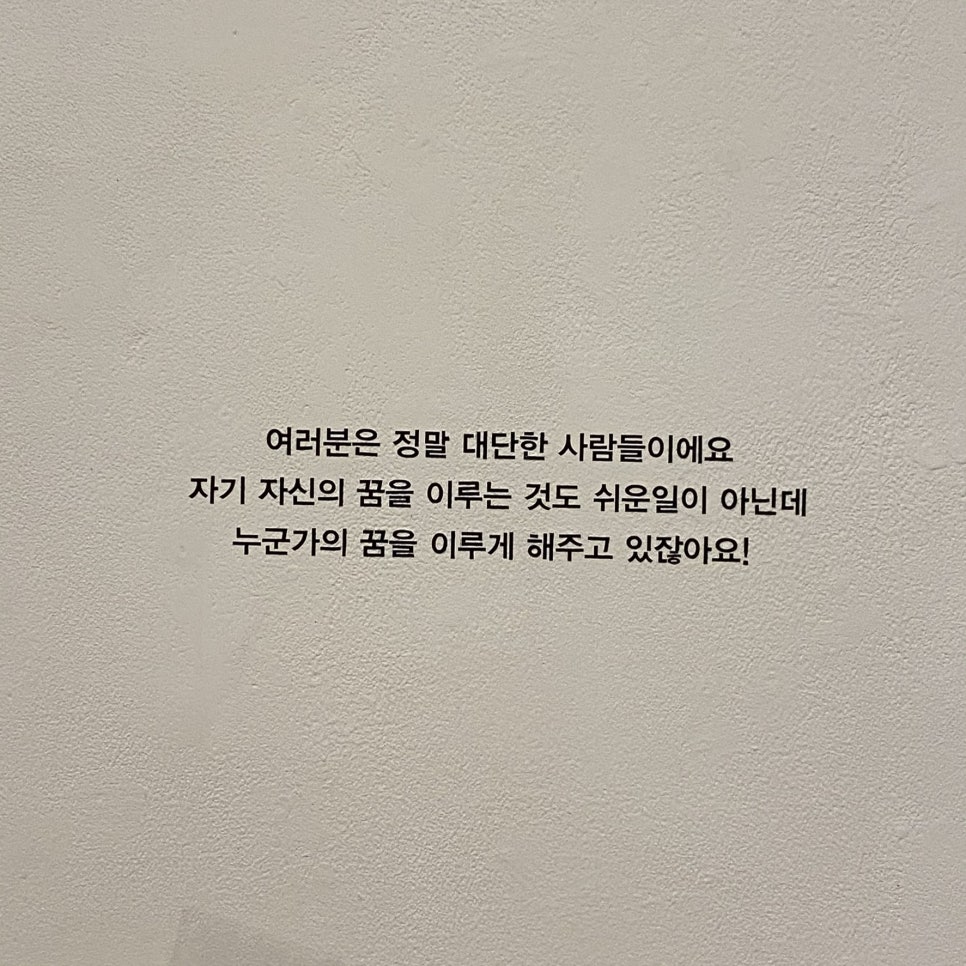 여러분은 정말 대단한 사람들이에요
자기 자신의 꿈을 이루는 것도 쉬운일이 아닌데
누군가의 꿈을 이루게 해주고 있잖아요!